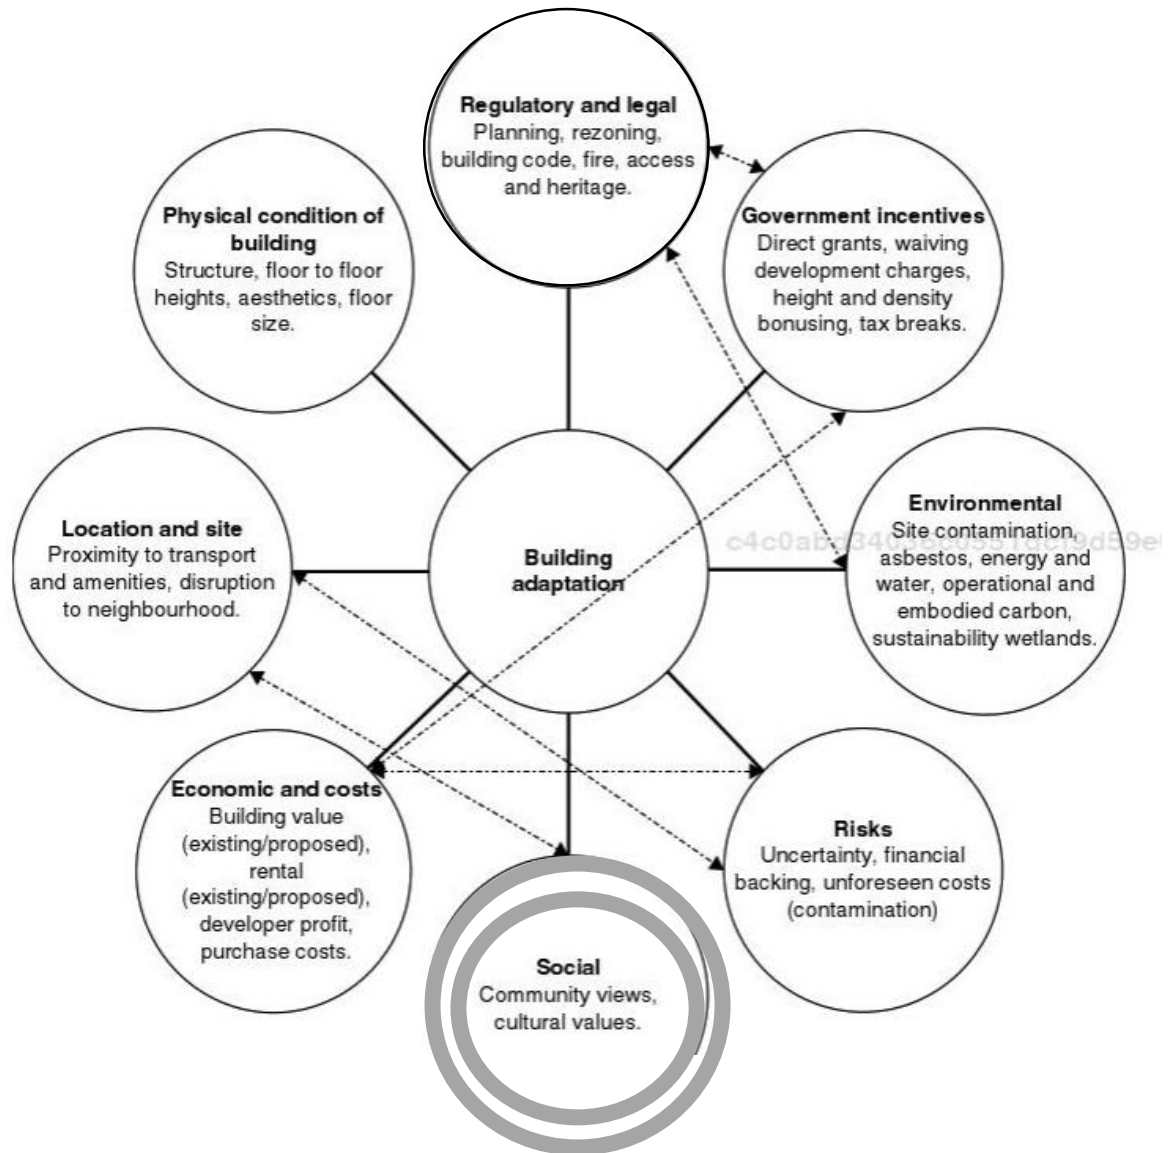 Regulatory and legal
Planning, rezoning,
building code, fire, access
and heritage.
Physical condition of
building
Structure, floor to floor
heights, aesthetics, floor
size.
Government incentives
Direct grants, waiving
development charges,
height and density
bonusing, tax breaks.
Location and site
Proximity to transport
and amenities, disruption
to neighbourhood.
Building
adaptation
Environmental
Site contamination,
asbestos, energy and
water, operational and
embodied carbon,
sustainability wetlands.
Economic and costs
Building value
(existing/proposed),
rental
(existing/proposed),
developer profit,
purchase costs.
Risks
Uncertainty, financial
backing, unforeseen costs
(contamination)
Social
Community views,
cultural values.